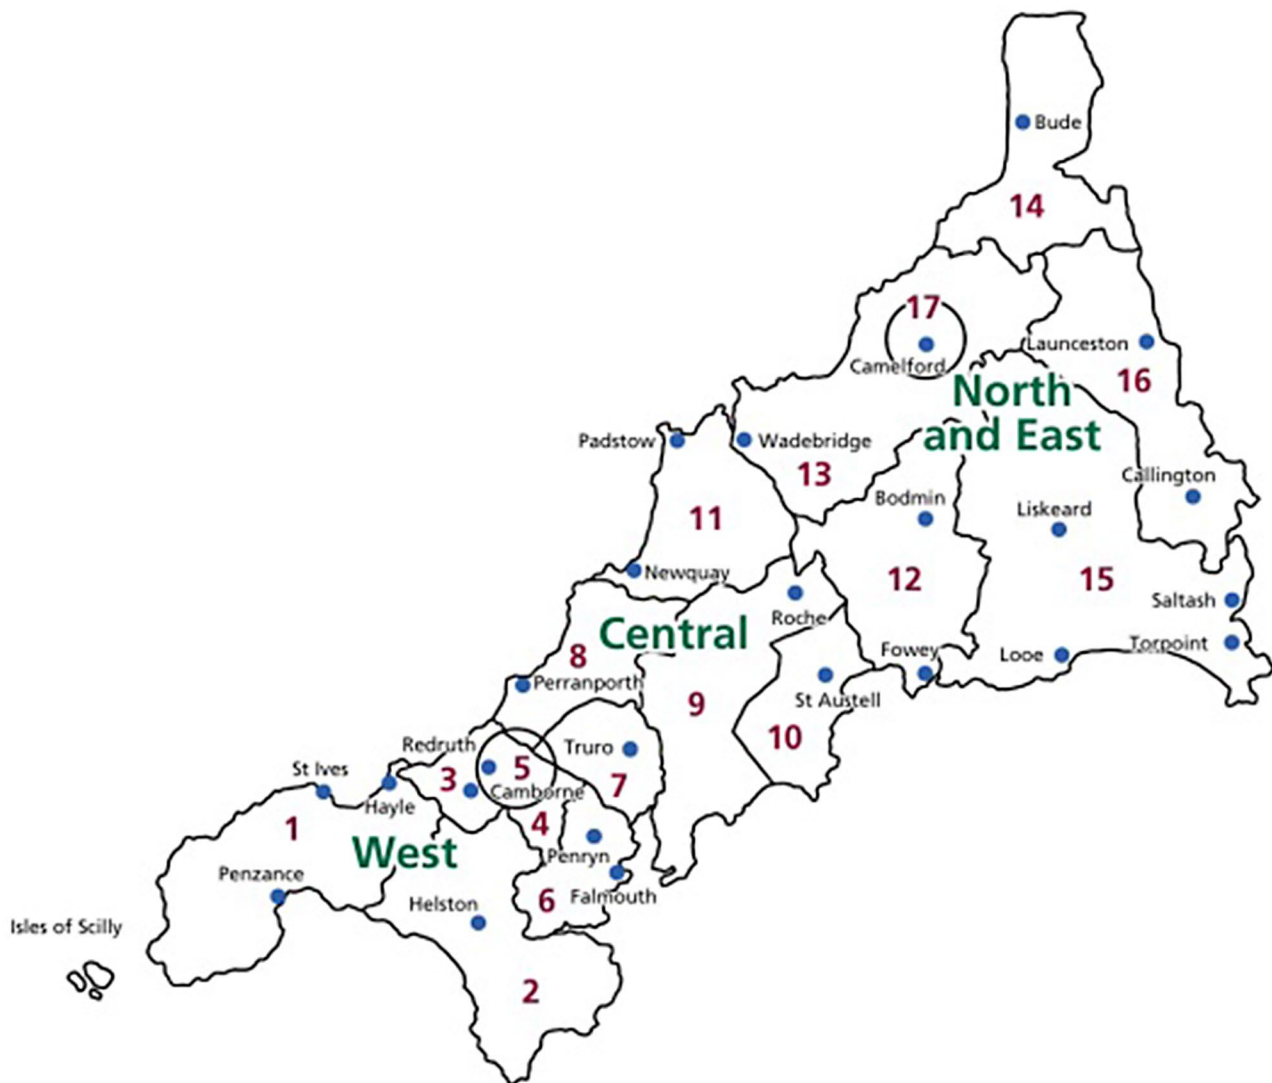 Bude
14
17
Camelford
Launceston
16
North
and East
Padstow
Wadebridge
13
Callington
Bodmin
Liskeard
11
12
15
Newquay
Roche
Saltash
Central
8
Fowey
Looe
Torpoint
Perranporth
9
St Austell
10
Redruth
Truro
St Ives
3
5
7
Hayle
Camborne
1
4
West
Penryn
Penzance
Helston
6
Falmouth
Isles of Scilly
2